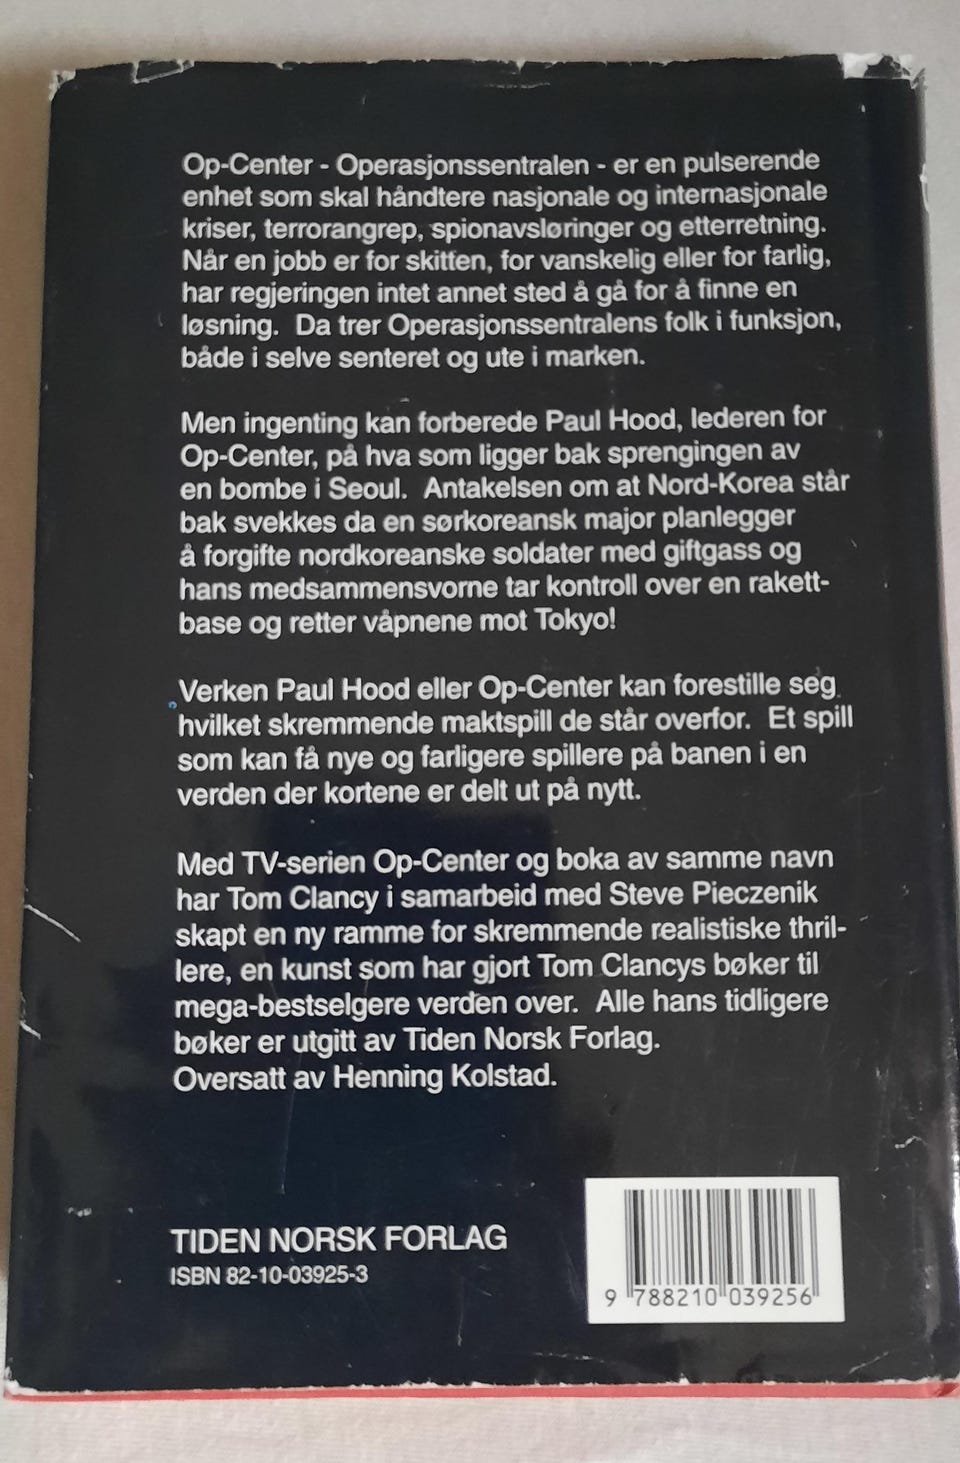 Op-Center - Operasjonssentralen - er en pulserende
enhet som skal håndtere nasjonale og internasjonale
kriser, terrorangrep, spionavsløringer og etterretning.
Når en jobb er for skitten, for vanskelig eller for farlig,
har regjeringen intet annet sted å gå for å finne en
løsning.  Da trer Operasjonssentralens folk i funksjon,
både i selve senteret og ute i marken.
Men ingenting kan forberede Paul Hood, lederen for
Op-Center, på hva som ligger bak sprengingen av
en bombe i Seoul.  Antakelsen om at Nord-Korea står
bak svekkes da en sørkoreansk major planlegger
å forgifte nordkoreanske soldater med giftgass og
hans medsammensvorne tar kontroll over en rakett-
base og retter våpnene mot Tokyo!
Verken Paul Hood eller Op-Center kan forestille seg
hvilket skremmende maktspill de står overfor.  Et spill
som kan få nye og farligere spillere på banen i en
verden der kortene er delt ut på nytt.
Med TV-serien Op-Center og boka av samme navn
har Tom Clancy i samarbeid med Steve Pieczenik
skapt en ny ramme for skremmende realistiske thril-
lere, en kunst som har gjort Tom Clancys bøker til
mega-bestselgere verden over.  Alle hans tidligere
bøker er utgitt av Tiden Norsk Forlag.
Oversatt av Henning Kolstad.
TIDEN NORSK FORLAG
ISBN 82-10-03925-3
9 788210 039256